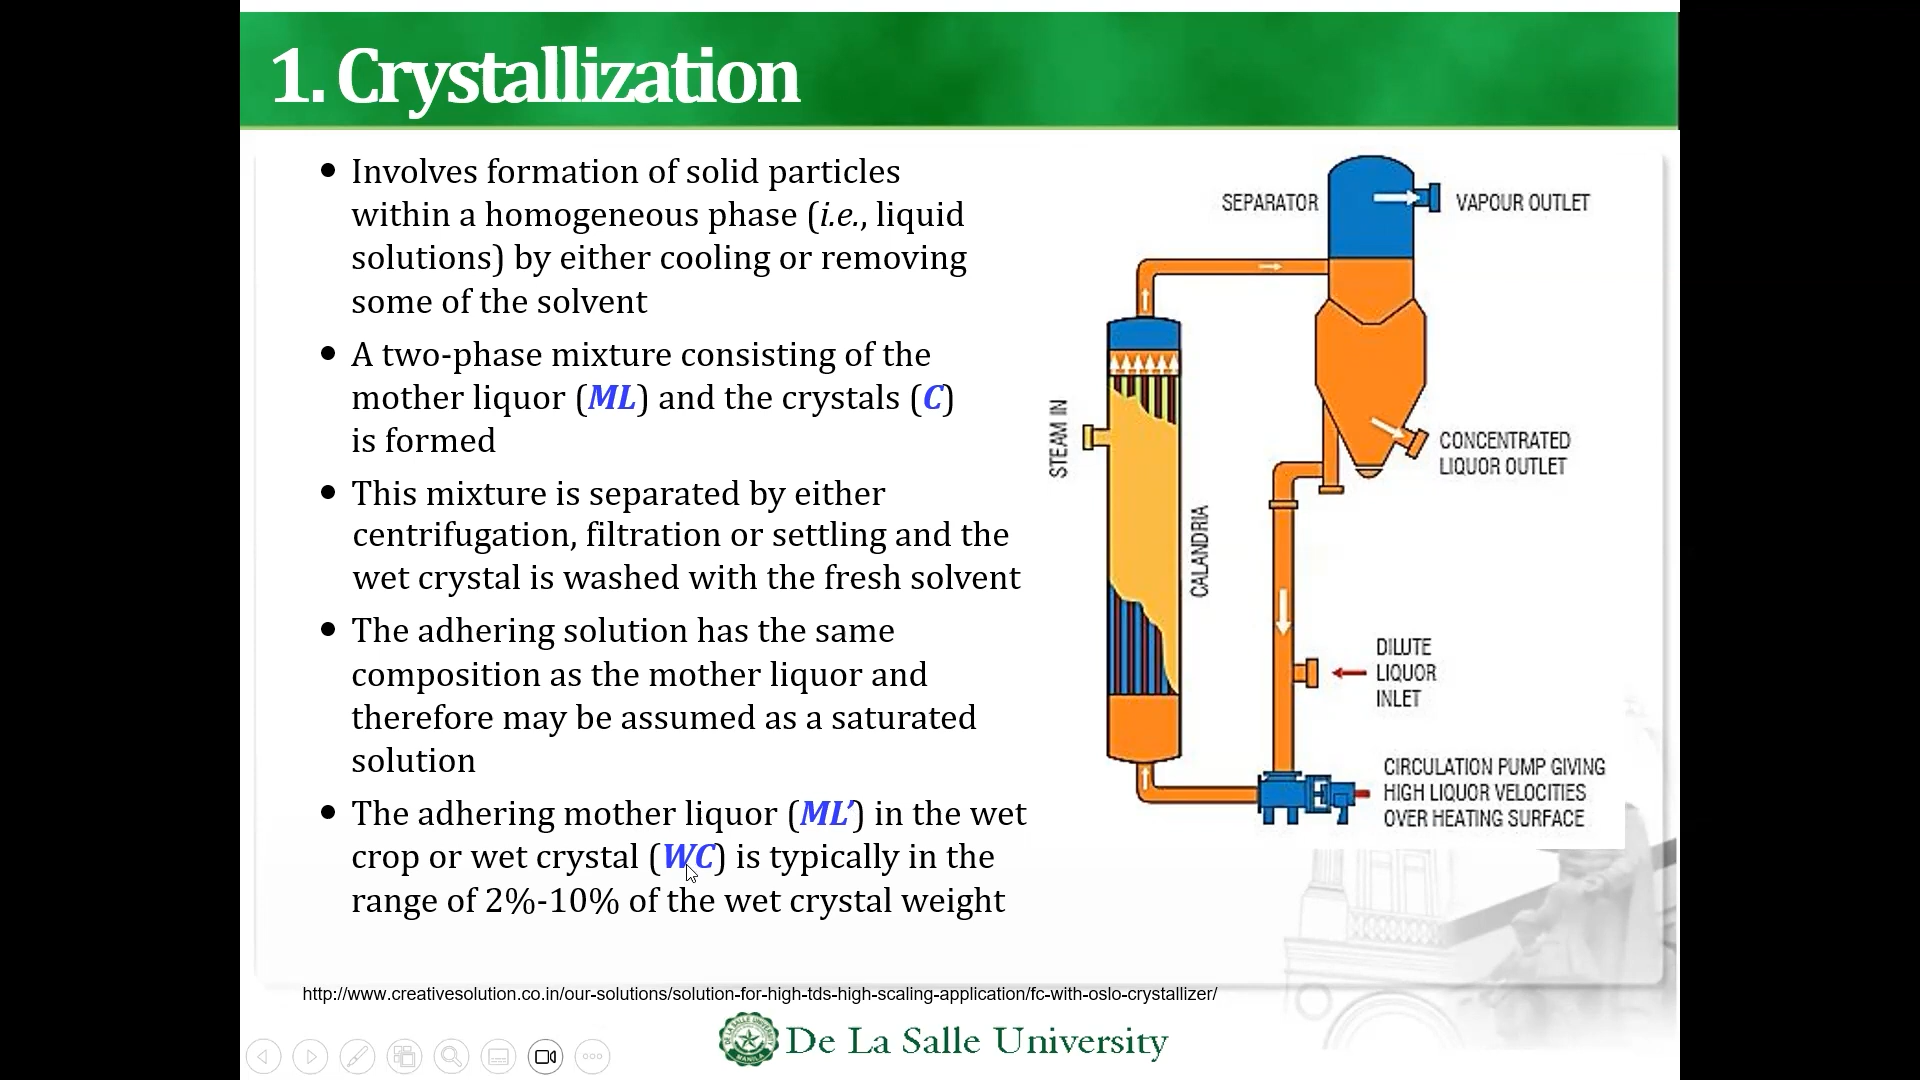 1. Crystallization
• Involves formation of solid particles
within a homogeneous phase (i.e., liquid
solutions) by either cooling or removing
some of the solvent
• A two-phase mixture consisting of the
mother liquor (ML) and the crystals (C)
is formed
• This mixture is separated by either
centrifugation, filtration or settling and the
wet crystal is washed with the fresh solvent
• The adhering solution has the same
composition as the mother liquor and
therefore may be assumed as a saturated
solution
• The adhering mother liquor (ML’) in the wet
crop or wet crystal (WC) is typically in the
range of 2%-10% of the wet crystal weight
SEPARATOR
VAPOUR OUTLET
STEAM IN
CALANDRIA
CONCENTRATED
LIQUOR OUTLET
DILUTE
LIQUOR
INLET
CIRCULATION PUMP GIVING
HIGH LIQUOR VELOCITIES
OVER HEATING SURFACE
http://www.creativesolution.co.in/our-solutions/solution-for-high-tds-high-scaling-application/fc-with-oslo-crystallizer/
De La Salle University